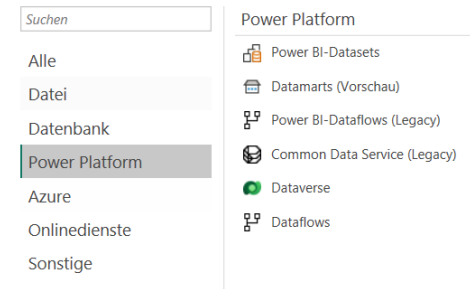 Suchen
Alle
Datei
Datenbank
Power Platform
Azure
Onlinedienste
Sonstige
Power Platform
Power BI-Datasets
Datamarts (Vorschau)
Power BI-Dataflows (Legacy)
Common Data Service (Legacy)
Dataverse
Dataflows